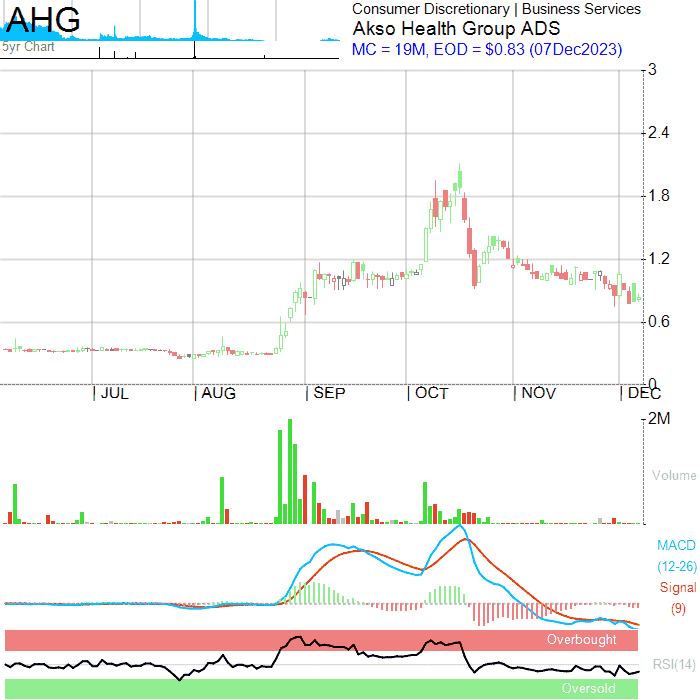 AHG
5yr Chart
Consumer Discretionary | Business Services
Akso Health Group ADS
MC = 19M, EOD = $0.83 (07Dec2023)
3
2.4
1.8
1.2
0.6
0
JUL AUG SEP OCT NOV DEC
2M
Volume
MACD
(12-26)
Signal
(9)
Overbought
RSI(14)
Oversold